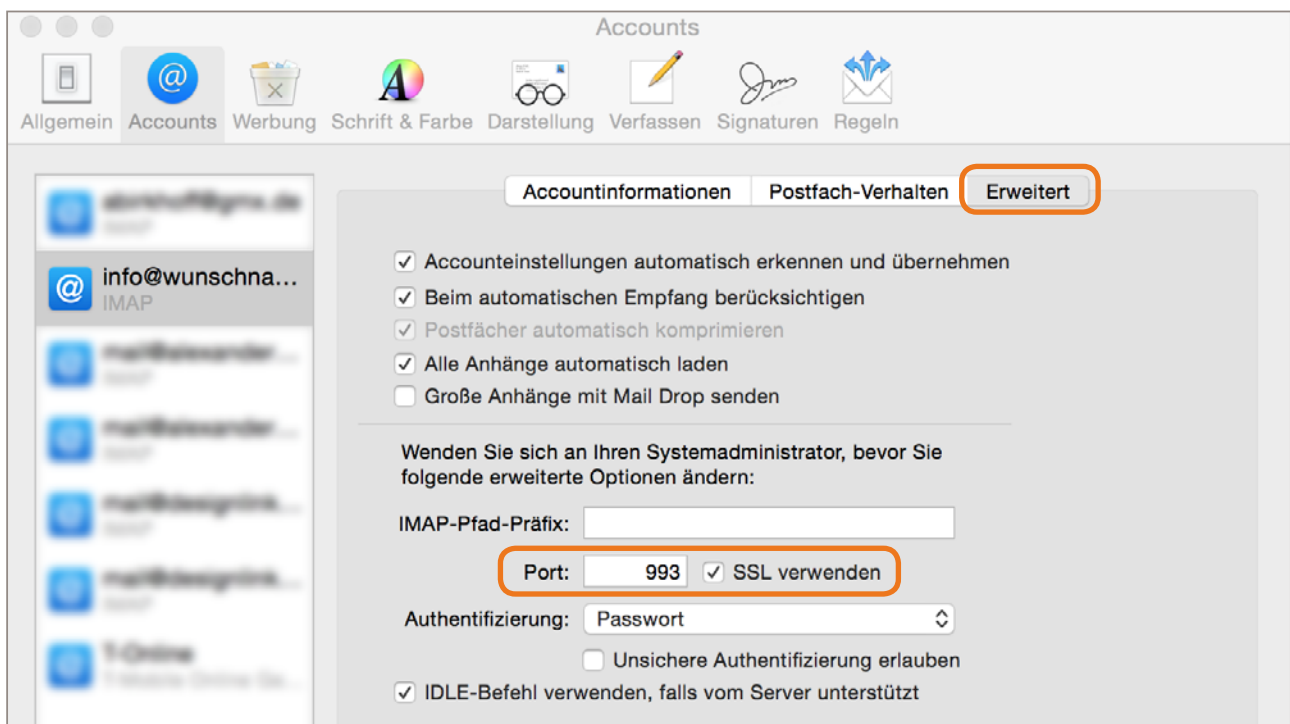 Accounts
Allgemein Accounts Werbung Schrift & Farbe Darstellung Verfassen Signaturen Regeln
Accountinformationen Postfach-Verhalten Erweitert
info@wunschna...
IMAP
Accounteinstellungen automatisch erkennen und übernehmen
Beim automatischen Empfang berücksichtigen
Postfächer automatisch komprimieren
Alle Anhänge automatisch laden
Große Anhänge mit Mail Drop senden
Wenden Sie sich an Ihren Systemadministrator, bevor Sie
folgende erweiterte Optionen ändern:
IMAP-Pfad-Präfix:
Port: 993 SSL verwenden
Authentifizierung: Passwort
Unsichere Authentifizierung erlauben
IDLE-Befehl verwenden, falls vom Server unterstützt